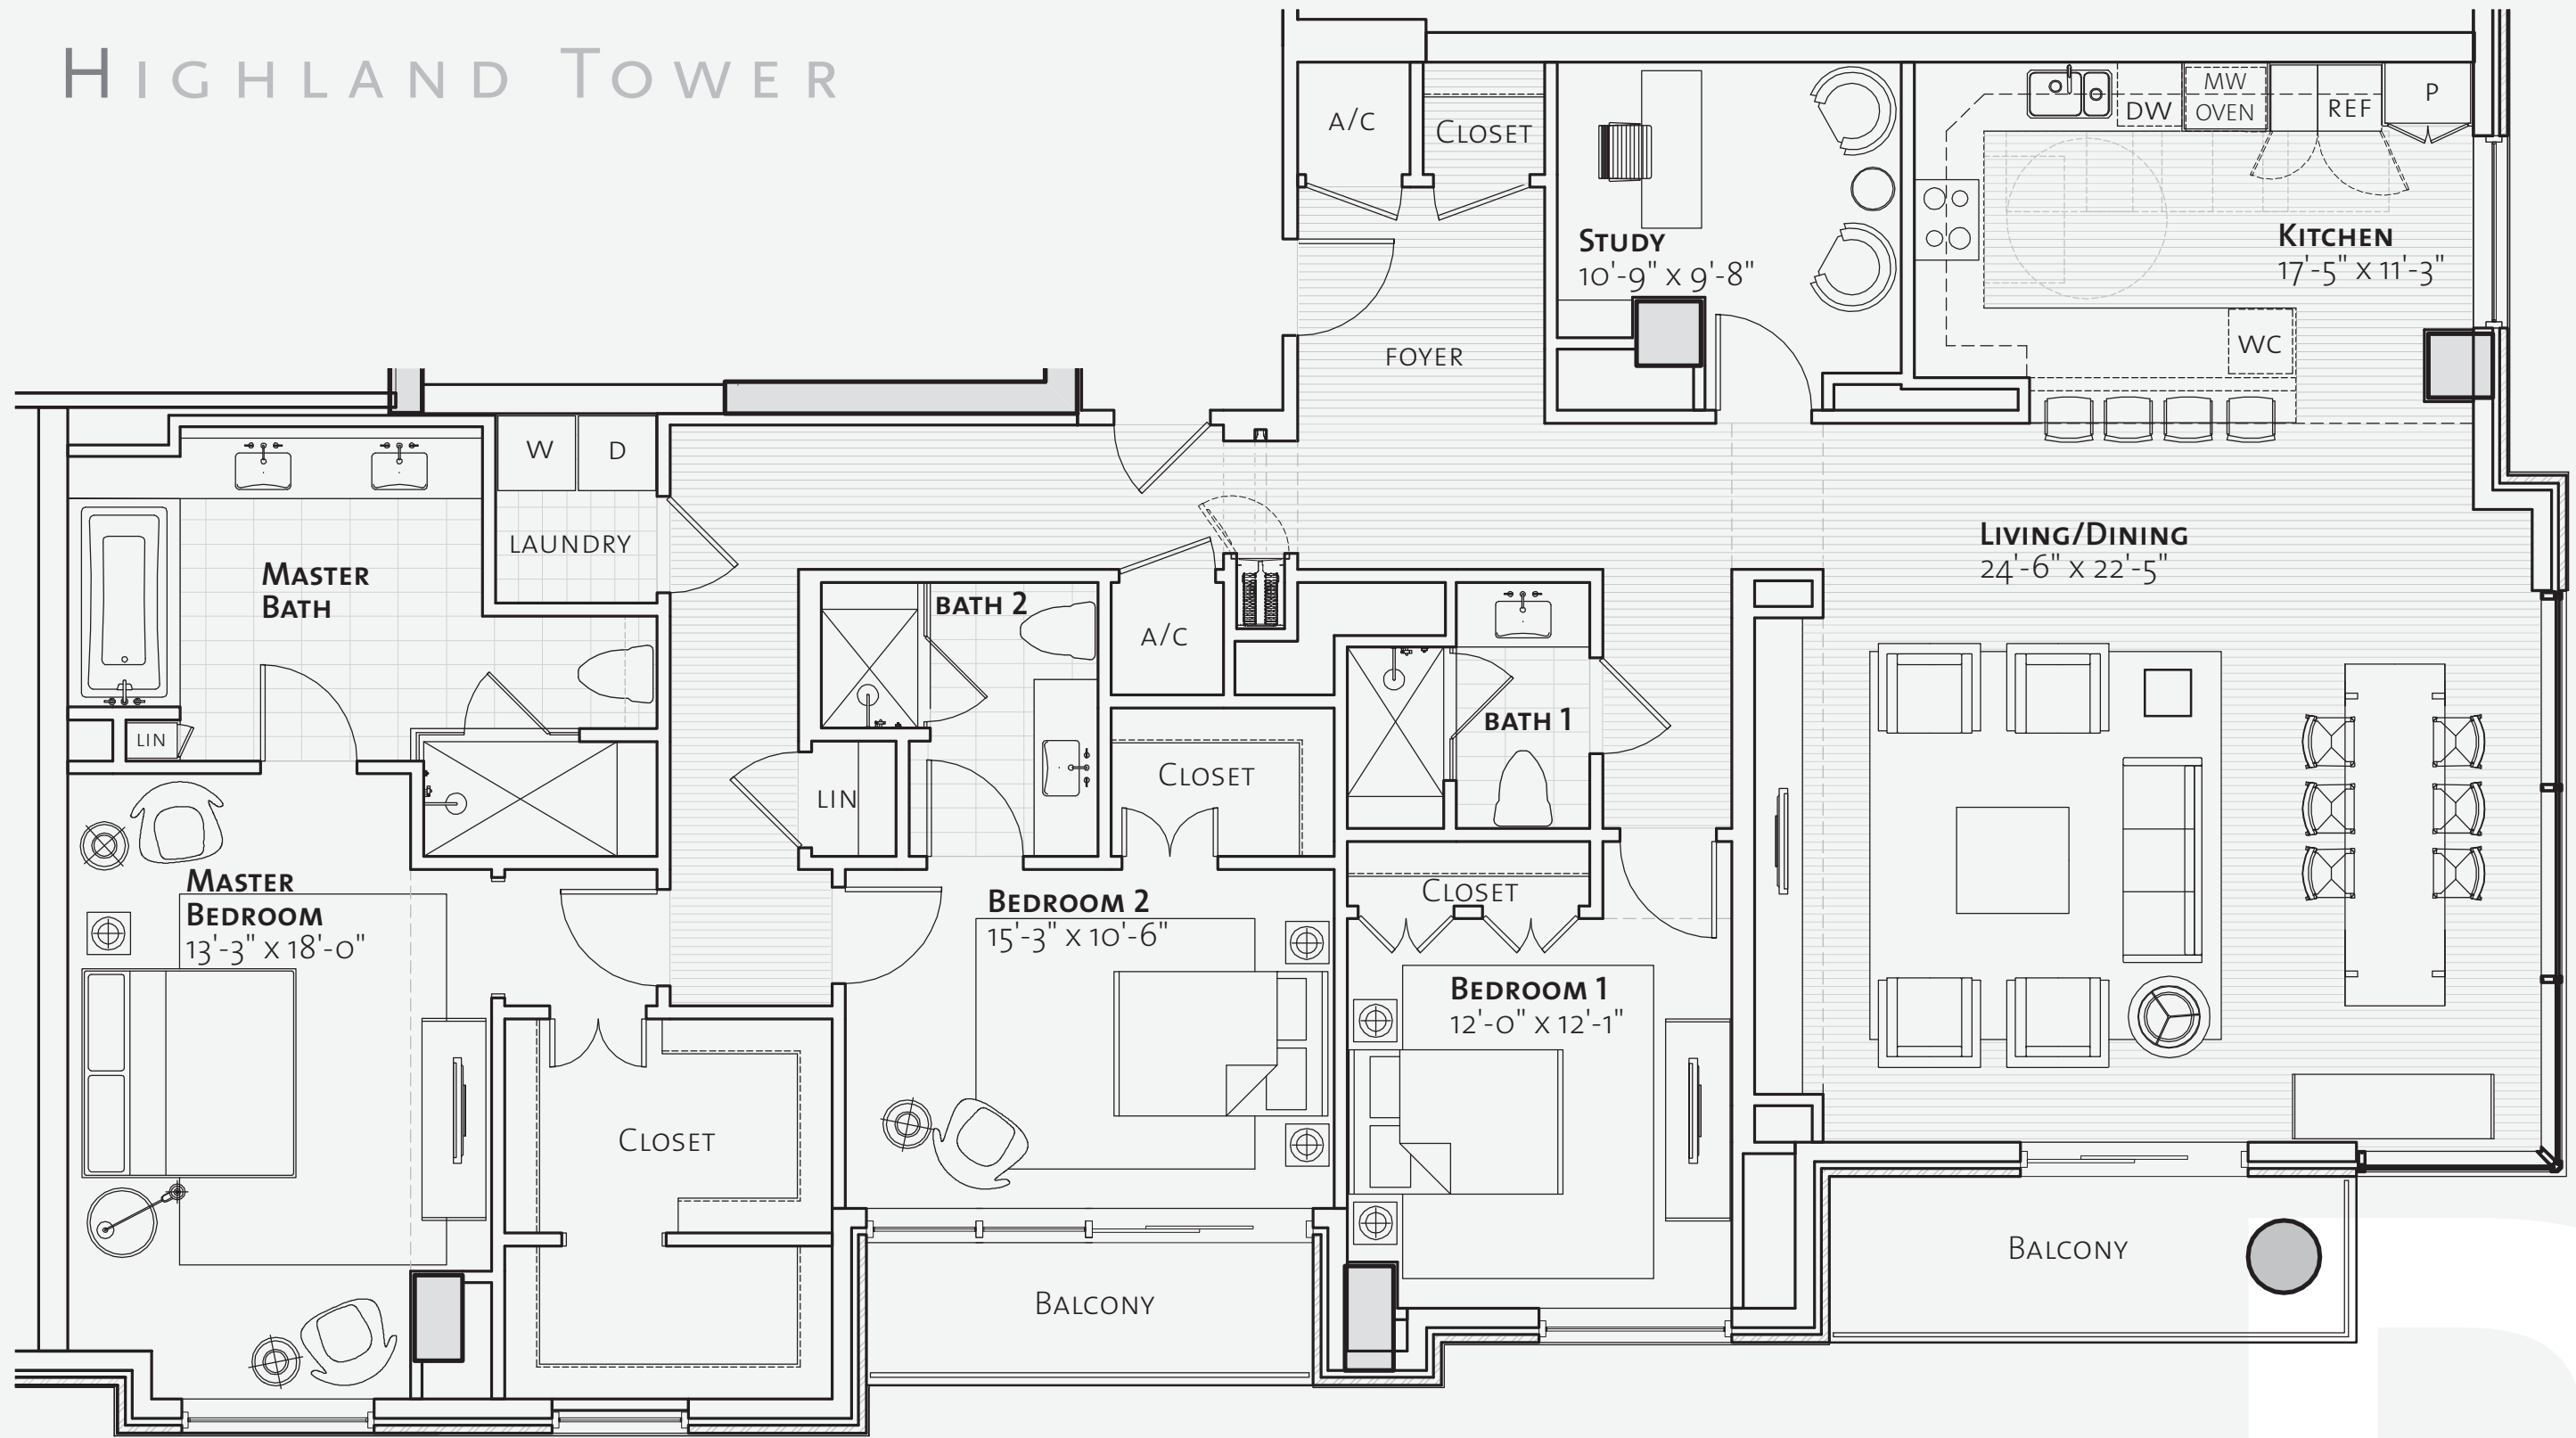 HIGHLAND TOWER
A/C
CLOSET
STUDY
10'-9" X 9'-8"
DW
MW
OVEN
REF
P
KITCHEN
17'-5" X 11'-3"
WC
FOYER
W
D
LAUNDRY
MASTER
BATH
LIN
BATH 2
A/C
BATH 1
LIVING/DINING
24'-6" X 22'-5"
LIN
CLOSET
CLOSET
MASTER
BEDROOM
13'-3" X 18'-0"
BEDROOM 2
15'-3" X 10'-6"
BEDROOM 1
12'-0" X 12'-1"
CLOSET
BALCONY
BALCONY